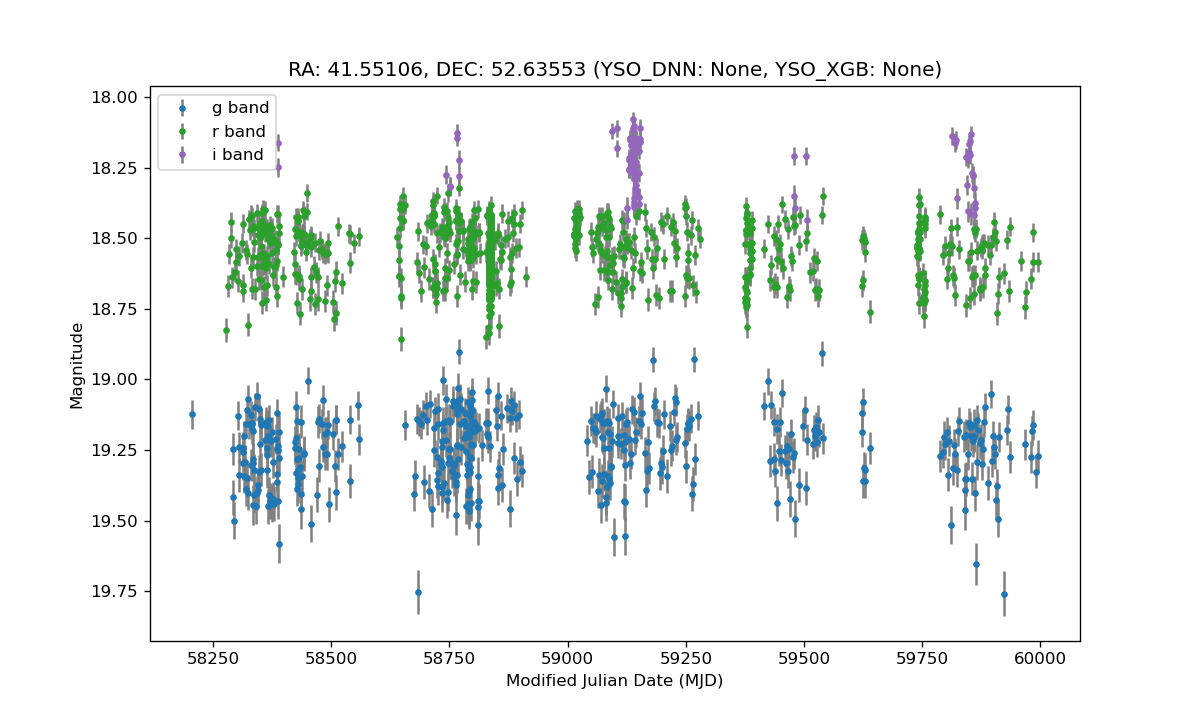 RA: 41.55106, DEC: 52.63553 (YSO_DNN: None, YSO_XGB: None)
g band
r band
i band
18.00
18.25
18.50
18.75
19.00
19.25
19.50
19.75
Magnitude
58250 58500 58750 59000 59250 59500 59750 60000
Modified Julian Date (MJD)